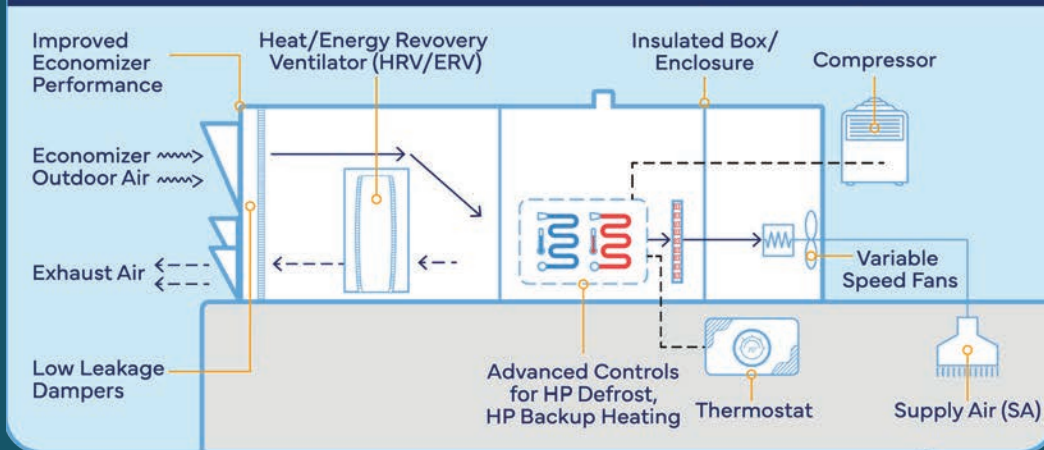 Improved
Economizer
Performance
Heat/Energy Revovery
Ventilator (HRV/ERV)
Insulated Box/
Enclosure
Compressor
Economizer
Outdoor Air
Exhaust Air
Variable
Speed Fans
Low Leakage
Dampers
Advanced Controls
for HP Defrost,
HP Backup Heating
Thermostat
Supply Air (SA)